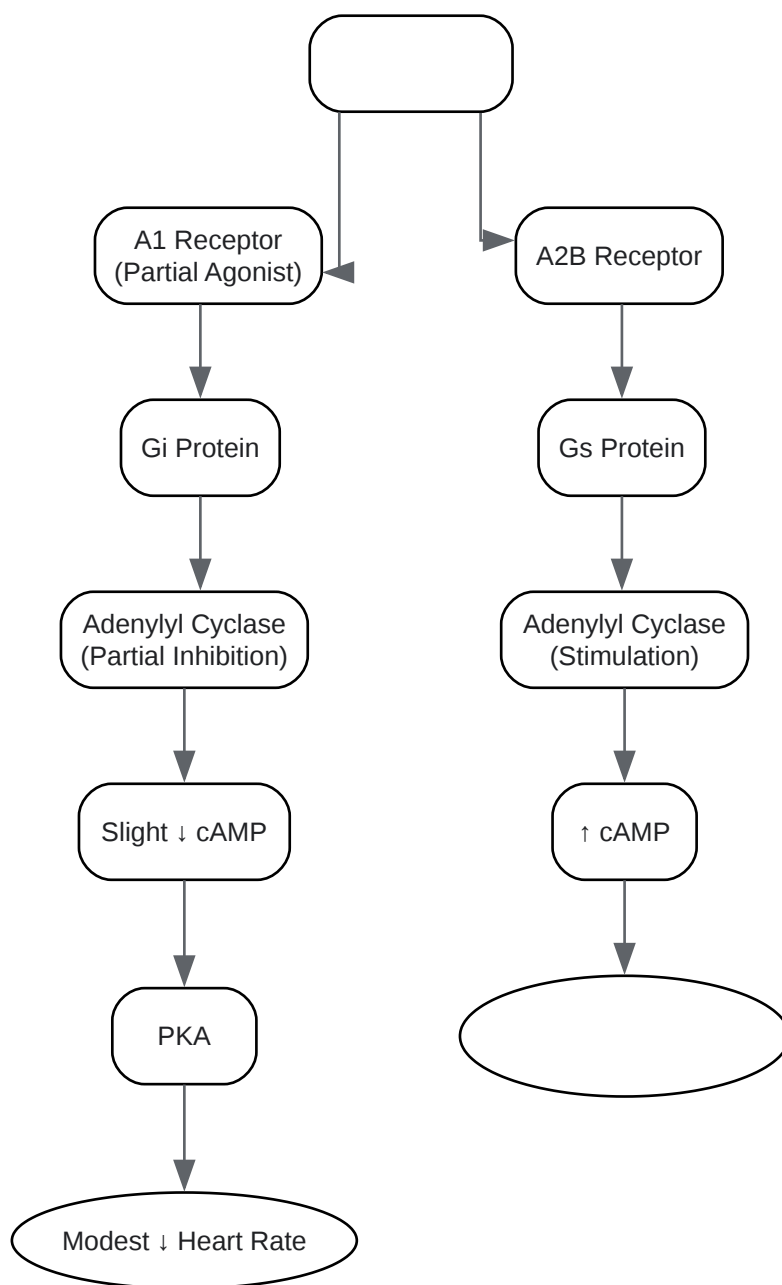 A1 Receptor
(Partial Agonist)
A2B Receptor
Gi Protein
Gs Protein
Adenylyl Cyclase
(Partial Inhibition)
Adenylyl Cyclase
(Stimulation)
Slight ↓ cAMP
↑ cAMP
PKA
Modest ↓ Heart Rate